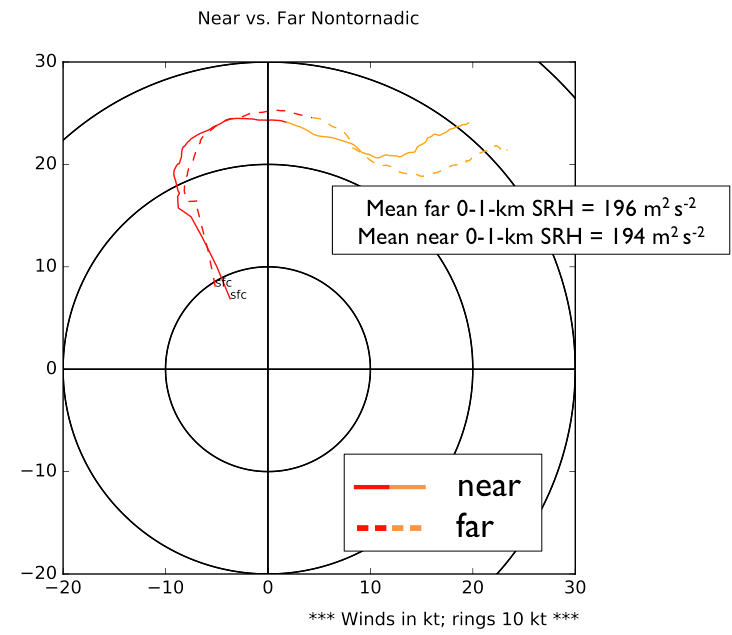 Near vs. Far Nontornadic
30
20
Mean far 0-1-km SRH = 196 m² s⁻²
Mean near 0-1-km SRH = 194 m² s⁻²
10
sfc
sfc
0
−10
near
far
−20
−20 −10 0 10 20 30
*** Winds in kt; rings 10 kt ***